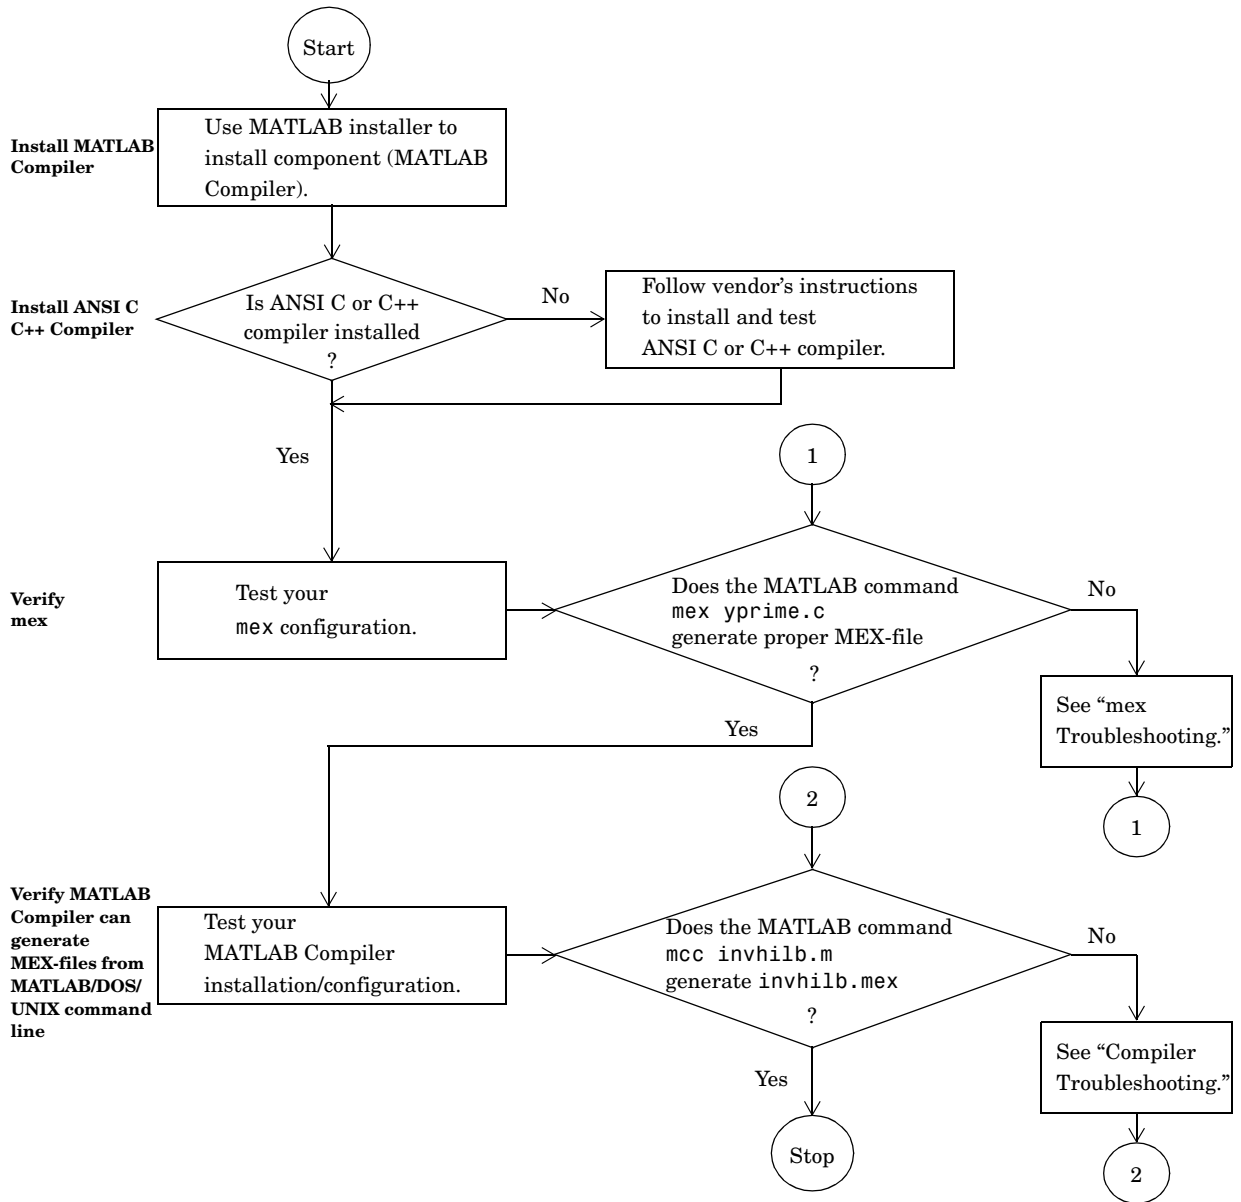 Start
Install MATLAB
Compiler
Use MATLAB installer to
install component (MATLAB
Compiler).
Install ANSI C
C++ Compiler
Is ANSI C or C++
compiler installed
?
No
Follow vendor's instructions
to install and test
ANSI C or C++ compiler.
Yes
1
Verify
mex
Test your
mex configuration.
Does the MATLAB command
mex yprime.c
generate proper MEX-file
?
No
See “mex
Troubleshooting.”
1
Yes
2
Verify MATLAB
Compiler can
generate
MEX-files from
MATLAB/DOS/
UNIX command
line
Test your
MATLAB Compiler
installation/configuration.
Does the MATLAB command
mcc invhilb.m
generate invhilb.mex
?
No
See “Compiler
Troubleshooting.”
2
Yes
Stop